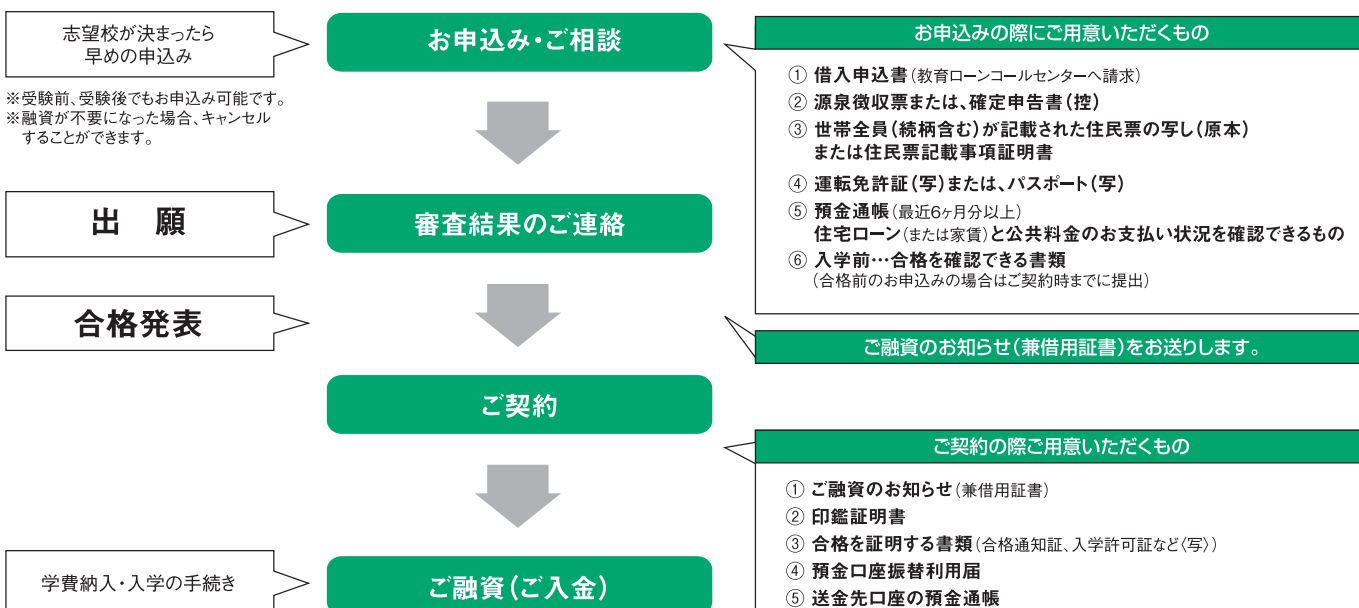 志望校が決まったら
早めの申込み
※受験前、受験後でもお申込み可能です。
※融資が不要になった場合、キャンセル
することができます。
お申込み・ご相談
お申込みの際にご用意いただくもの
① 借入申込書(教育ローンコールセンターへ請求)
② 源泉徴収票または、確定申告書(控)
③ 世帯全員(続柄含む)が記載された住民票の写し(原本)
または住民票記載事項証明書
④ 運転免許証(写)または、パスポート(写)
⑤ 預金通帳(最近6ヶ月分以上)
住宅ローン(または家賃)と公共料金のお支払い状況を確認できるもの
⑥ 入学前…合格を確認できる書類
(合格前のお申込みの場合はご契約時までに提出)
出 願
審査結果のご連絡
合格発表
ご融資のお知らせ(兼借用証書)をお送りします。
ご契約
ご契約の際ご用意いただくもの
① ご融資のお知らせ(兼借用証書)
② 印鑑証明書
③ 合格を証明する書類(合格通知証、入学許可証など〈写〉)
④ 預金口座振替利用届
⑤ 送金先口座の預金通帳
学費納入・入学の手続き
ご融資(ご入金)